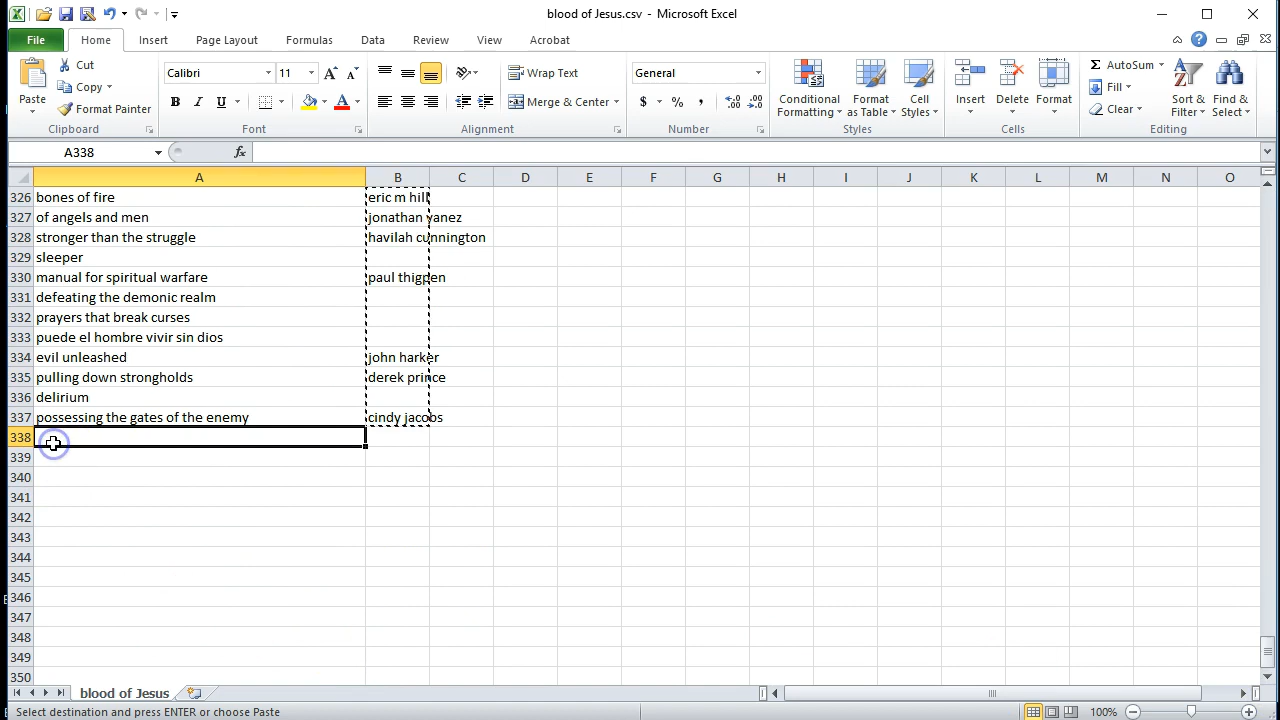 blood of Jesus.csv - Microsoft Excel
File Home Insert Page Layout Formulas Data Review View Acrobat
Paste
Cut
Copy
Format Painter
Clipboard
Calibri 11
B I U
Font
Wrap Text
Merge & Center
Alignment
General
$ % ,
Number
Conditional Formatting
Format as Table
Cell Styles
Styles
Insert Delete Format
Cells
AutoSum
Fill
Clear
Sort & Filter
Find & Select
Editing
A338 fx
A B C D E F G H I J K L M N O
326 bones of fire eric m hill
327 of angels and men jonathan yanez
328 stronger than the struggle havilah cunnington
329 sleeper
330 manual for spiritual warfare paul thigpen
331 defeating the demonic realm
332 prayers that break curses
333 puede el hombre vivir sin dios
334 evil unleashed john harker
335 pulling down strongholds derek prince
336 delirium
337 possessing the gates of the enemy cindy jacobs
338
339
340
341
342
343
344
345
346
347
348
349
350
blood of Jesus
Select destination and press ENTER or choose Paste 100%